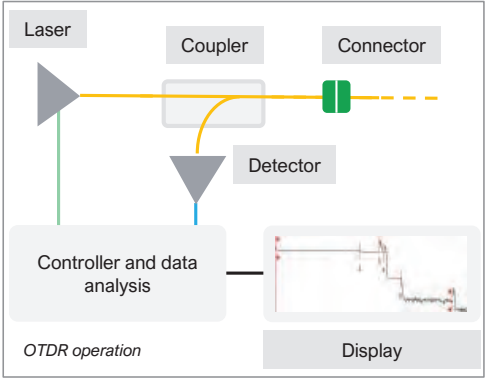 Laser
Coupler
Connector
Detector
Controller and data
analysis
OTDR operation
Display